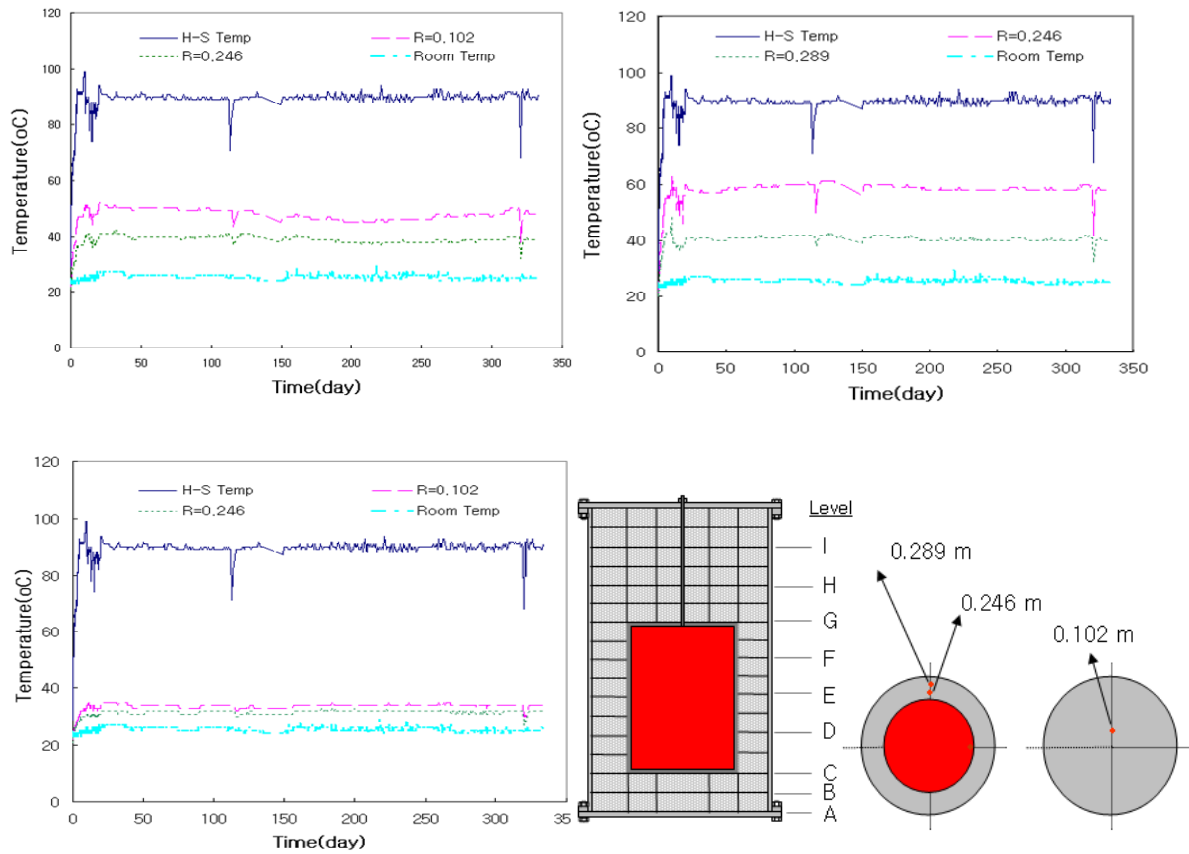 120
100
80
60
40
20
0
Temperature(oC)
H-S Temp
R=0,102
R=0,246
Room Temp
0
50
100
150
200
250
300
350
Time(day)
120
100
80
60
40
20
0
Temperature(oC)
H-S Temp
R=0,246
R=0,289
Room Temp
0
50
100
150
200
250
300
350
Time(day)
120
100
80
60
40
20
0
Temperature(oC)
H-S Temp
R=0,102
R=0,246
Room Temp
0
50
100
150
200
250
300
35
Time(day)
Level
I
H
G
F
E
D
C
B
A
0.289 m
0.246 m
0.102 m